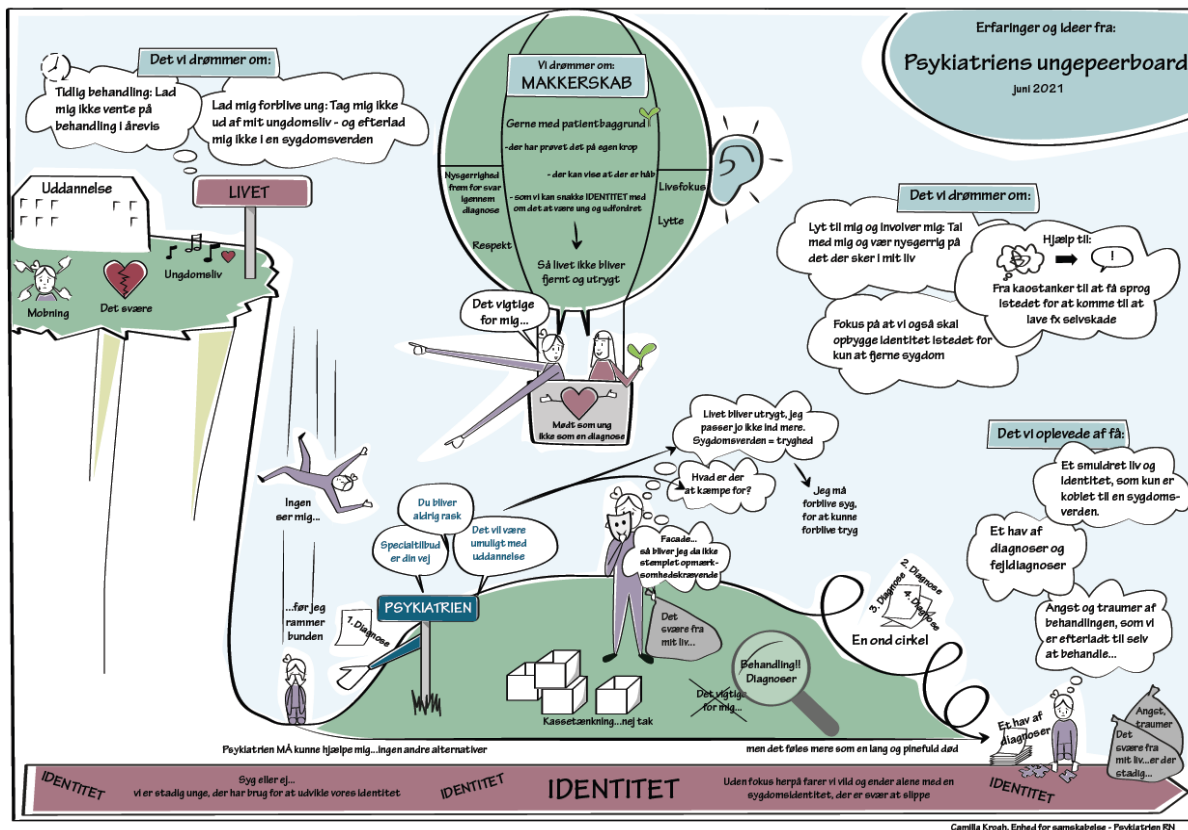 Erfaringer og ideer fra:
Psykiatriens ungepeerboard
juni 2021
Det vi drømmer om:
Tidlig behandling: Lad
mig ikke vente på
behandling i årevis
Lad mig forblive ung: Tag mig ikke
ud af mit ungdomsliv - og efterlad
mig ikke i en sygdomsverden
Uddannelse
LIVET
Mobning
Det svære
Ungdomsliv
Vi drømmer om:
MAKKERSKAB
Gerne med patientbaggrund
-der har prøvet det på egen krop
- der kan vise at der er håb
- som vi kan snakke IDENTITET med
om det at være ung og udfordret
Så livet ikke bliver
fjernt og utrygt
Nysgerrighed
frem for svar
igennem
diagnose
Respekt
Livsfokus
Lytte
Det vigtige
for mig...
Mødt som ung
ikke som en diagnose
Det vi drømmer om:
Lyt til mig og involver mig: Tal
med mig og vær nysgerrig på
det der sker i mit liv
Hjælp til:
!
Fra kaostanker til at få sprog
istedet for at komme til at
lave fx selvskade
Fokus på at vi også skal
opbygge identitet istedet for
kun at fjerne sygdom
Ingen
ser mig...
...før jeg
rammer
bunden
1. Diagnose
PSYKIATRIEN
Du bliver
aldrig rask
Specialtilbud
er din vej
Det vil være
umuligt med
uddannelse
Livet bliver utrygt, jeg
passer jo ikke ind mere.
Sygdomsverden = tryghed
Hvad er der
at kæmpe for?
Jeg må
forblive syg,
for at kunne
forblive tryg
Facade...
så bliver jeg da ikke
stemplet opmærk-
somhedskrævende
Det
svære fra
mit liv...
Kassetænkning...nej tak
Det vigtige
for mig...
Behandling!!
Diagnoser
2. Diagnose
3. Diagnose
4. Diagnose
En ond cirkel
Det vi oplevede af få:
Et smuldret liv og
identitet, som kun er
koblet til en sygdoms-
verden.
Et hav af
diagnoser og
fejldiagnoser
Angst og traumer af
behandlingen, som vi
er efterladt til selv
at behandle...
Et hav af
diagnoser
Angst,
traumer
Det
svære fra
mit liv...er der
stadig...
Psykiatrien MÅ kunne hjælpe mig...ingen andre alternativer
men det føles mere som en lang og pinefuld død
IDENTITET
Syg eller ej...
vi er stadig unge, der har brug for at udvikle vores identitet
IDENTITET
IDENTITET
Uden fokus herpå farer vi vild og ender alene med en
sygdomsidentitet, der er svær at slippe
IDENTITET
Camilla Krogh, Enhed for samskabelse - Psykiatrien RN